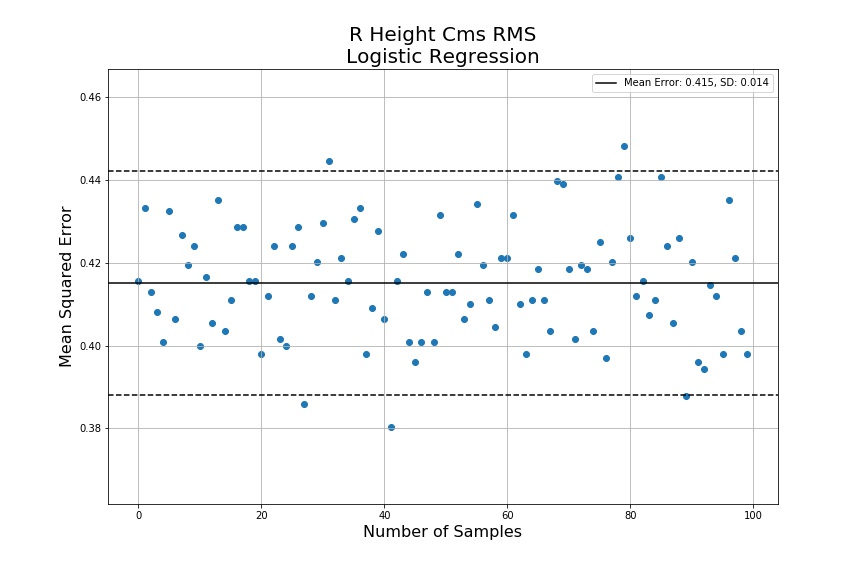 R Height Cms RMS
Logistic Regression
Mean Error: 0.415, SD: 0.014
Mean Squared Error
0.46
0.44
0.42
0.40
0.38
0
20
40
60
80
100
Number of Samples